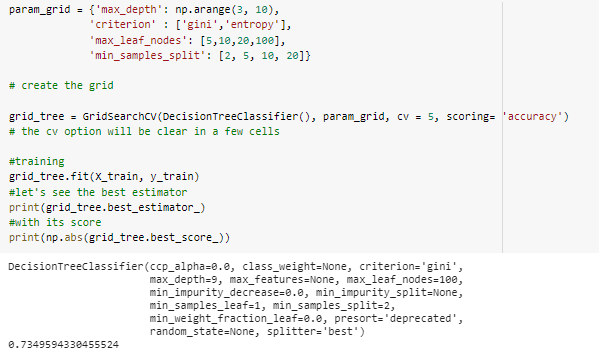 param_grid = {'max_depth': np.arange(3, 10),
'criterion' : ['gini','entropy'],
'max_leaf_nodes': [5,10,20,100],
'min_samples_split': [2, 5, 10, 20]}
# create the grid
grid_tree = GridSearchCV(DecisionTreeClassifier(), param_grid, cv = 5, scoring= 'accuracy')
# the cv option will be clear in a few cells
#training
grid_tree.fit(X_train, y_train)
#let's see the best estimator
print(grid_tree.best_estimator_)
#with its score
print(np.abs(grid_tree.best_score_))
DecisionTreeClassifier(ccp_alpha=0.0, class_weight=None, criterion='gini',
max_depth=9, max_features=None, max_leaf_nodes=100,
min_impurity_decrease=0.0, min_impurity_split=None,
min_samples_leaf=1, min_samples_split=2,
min_weight_fraction_leaf=0.0, presort='deprecated',
random_state=None, splitter='best')
0.7349594330455524